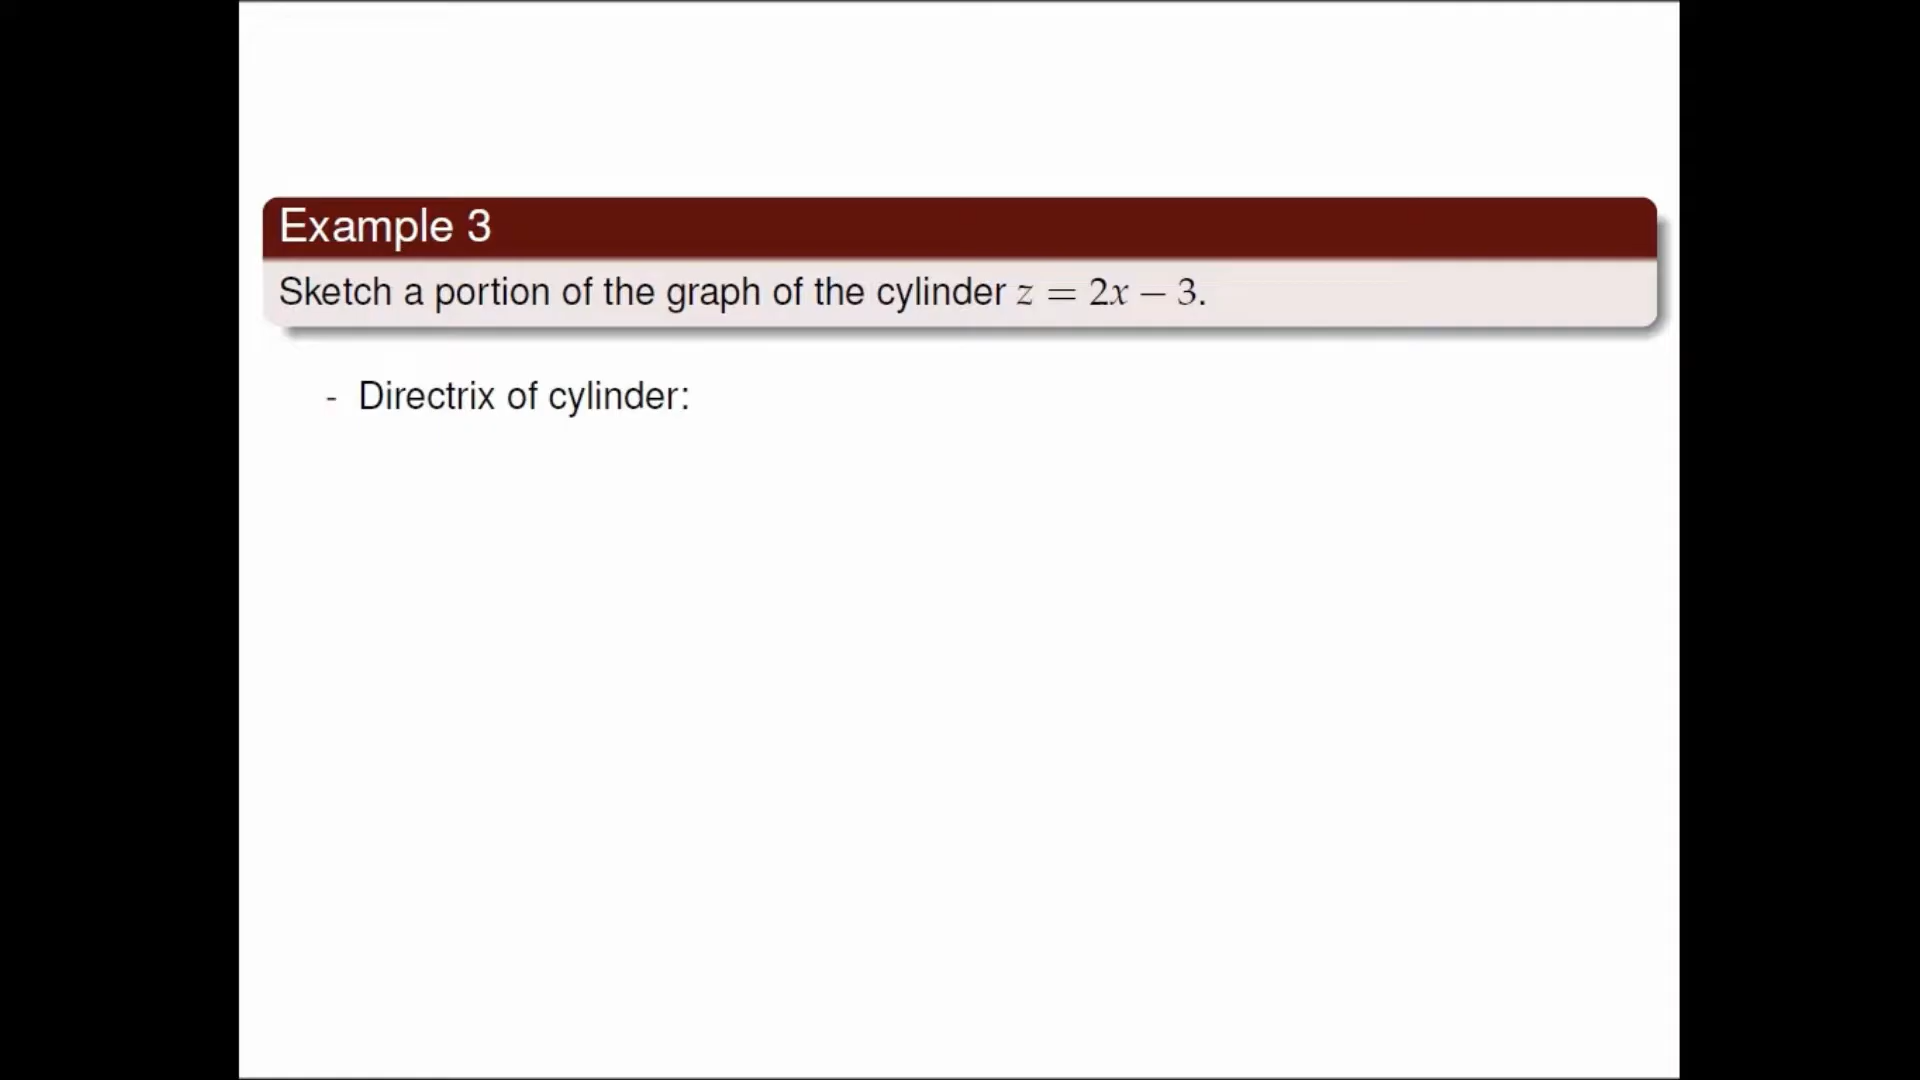 Example 3
Sketch a portion of the graph of the cylinder z = 2x − 3.
- Directrix of cylinder: